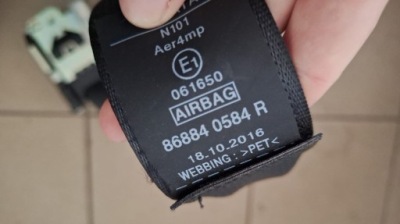 N101
Aer4mp
E1
061650
AIRBAG
86884 0584 R
18.10.2016
WEBBING : >PET<